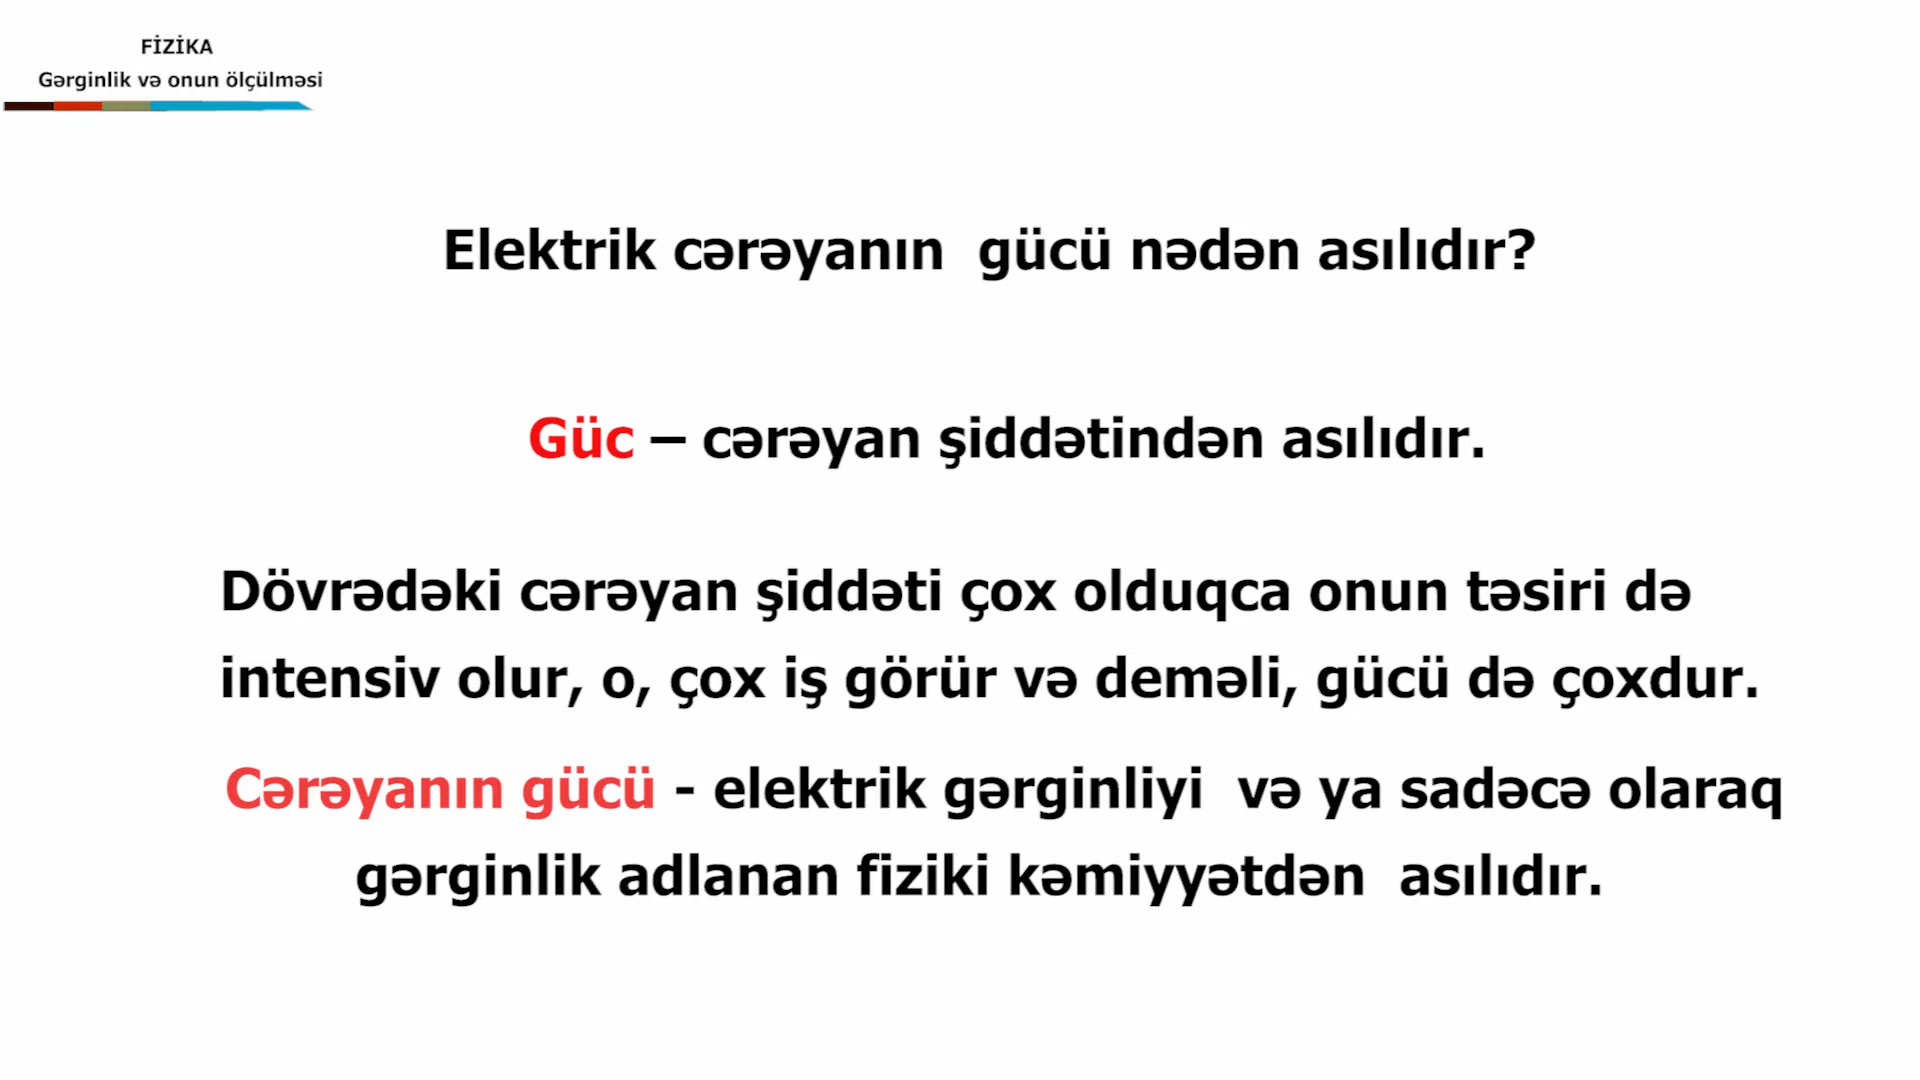 FİZİKA
Gərginlik və onun ölçülməsi
Elektrik cərəyanın  gücü nədən asılıdır?
Güc – cərəyan şiddətindən asılıdır.
Dövrədəki cərəyan şiddəti çox olduqca onun təsiri də
intensiv olur, o, çox iş görür və deməli, gücü də çoxdur.
Cərəyanın gücü - elektrik gərginliyi  və ya sadəcə olaraq
gərginlik adlanan fiziki kəmiyyətdən  asılıdır.